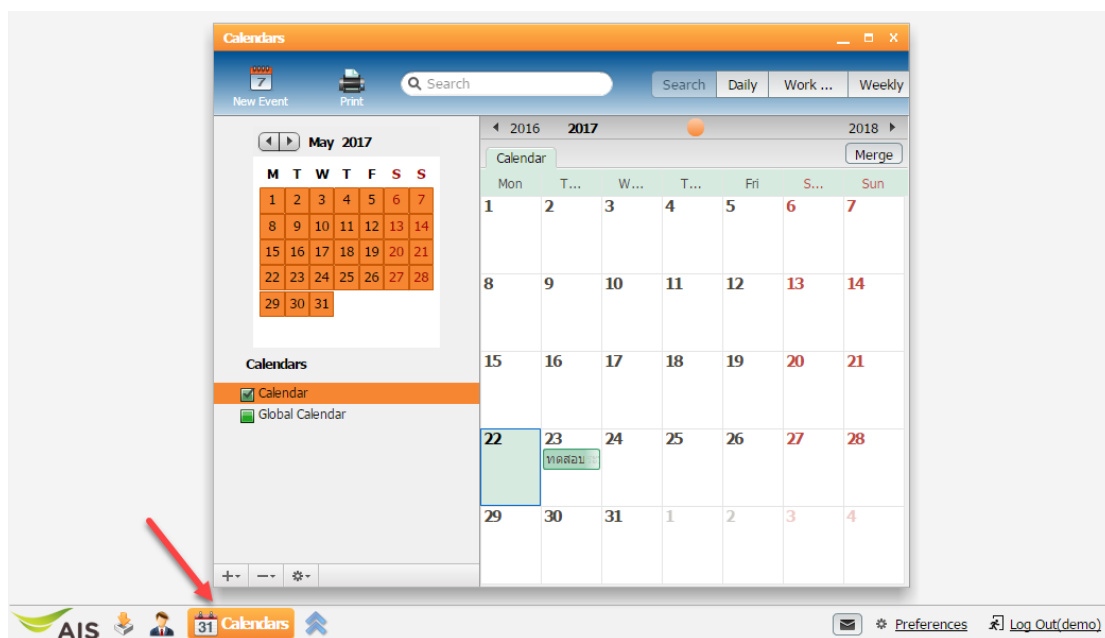 Calendars
7
New Event
Print
Search
Search Daily Work ... Weekly
May 2017
M T W T F S S
1 2 3 4 5 6 7
8 9 10 11 12 13 14
15 16 17 18 19 20 21
22 23 24 25 26 27 28
29 30 31
Calendars
Calendar
Global Calendar
2016 2017 2018
Calendar
Merge
Mon T... W... T... Fri S... Sun
1 2 3 4 5 6 7
8 9 10 11 12 13 14
15 16 17 18 19 20 21
22 23 24 25 26 27 28
ทดสอบ
29 30 31 1 2 3 4
AIS
31 Calendars
Preferences
Log Out(demo)